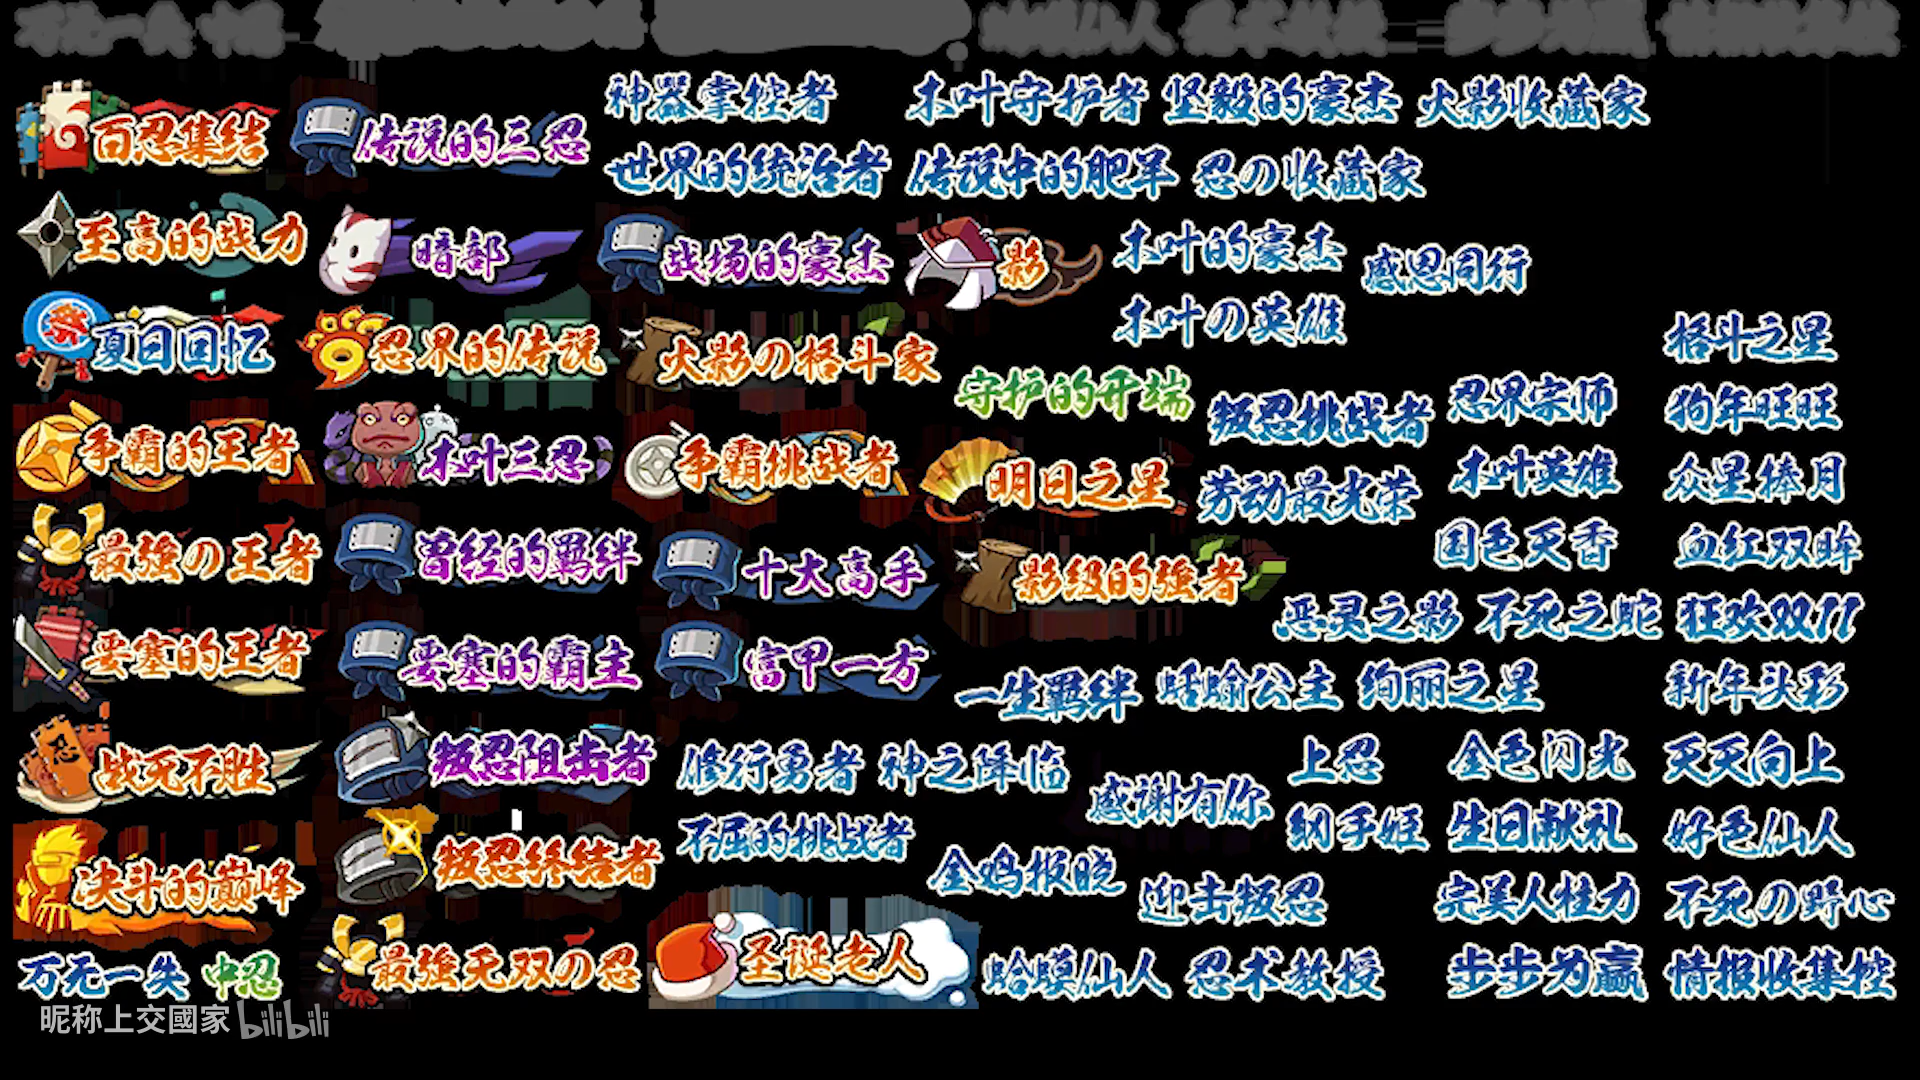 百忍集结 传说的三忍 神器掌控者 木叶守护者 坚毅的豪杰 火影收藏家
世界的统治者 传说中的肥羊 忍の收藏家
至高的战力 暗部 战场的豪杰 影 木叶的豪杰 感恩同行
木叶の英雄
夏日回忆 忍界的传说 火影の格斗家 格斗之星
守护的开端 叛忍挑战者 忍界宗师 狗年旺旺
争霸的王者 木叶三忍 争霸挑战者 明日之星 劳动最光荣 木叶英雄 众星捧月
最强の王者 曾经的羁绊 十大高手 影级的强者 国色天香 血红双眸
恶灵之影 不死之蛇 狂欢双11
要塞的王者 要塞的霸主 富甲一方 一生羁绊 蛞蝓公主 绚丽之星 新年头彩
战死不胜 叛忍阻击者 修行勇者 神之降临 上忍 金色闪光 天天向上
感谢有你
不屈的挑战者 纲手姬 生日献礼 好色仙人
决斗的巅峰 叛忍终结者 金鸡报晓 迎击叛忍 完美人柱力 不死の野心
万无一失 中忍 最强无双の忍 圣诞老人 蛤蟆仙人 忍术教授 步步为赢 情报收集控
昵称上交國家 bilibili